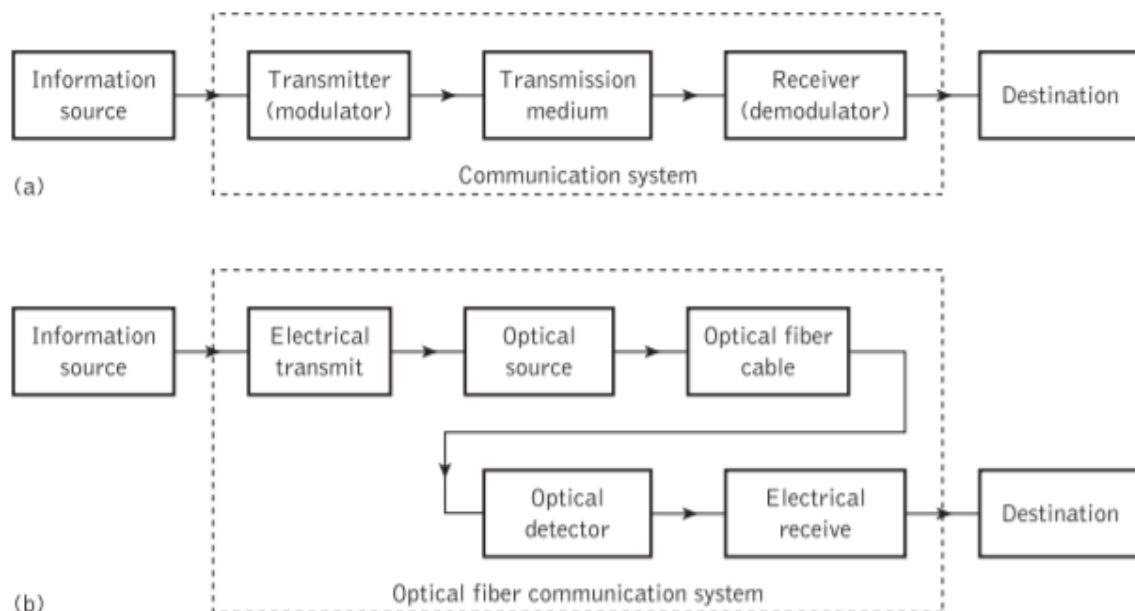 Information
source
Transmitter
(modulator)
Transmission
medium
Receiver
(demodulator)
Destination
Communication system
(a)
Information
source
Electrical
transmit
Optical
source
Optical fiber
cable
Optical
detector
Electrical
receive
Destination
Optical fiber communication system
(b)